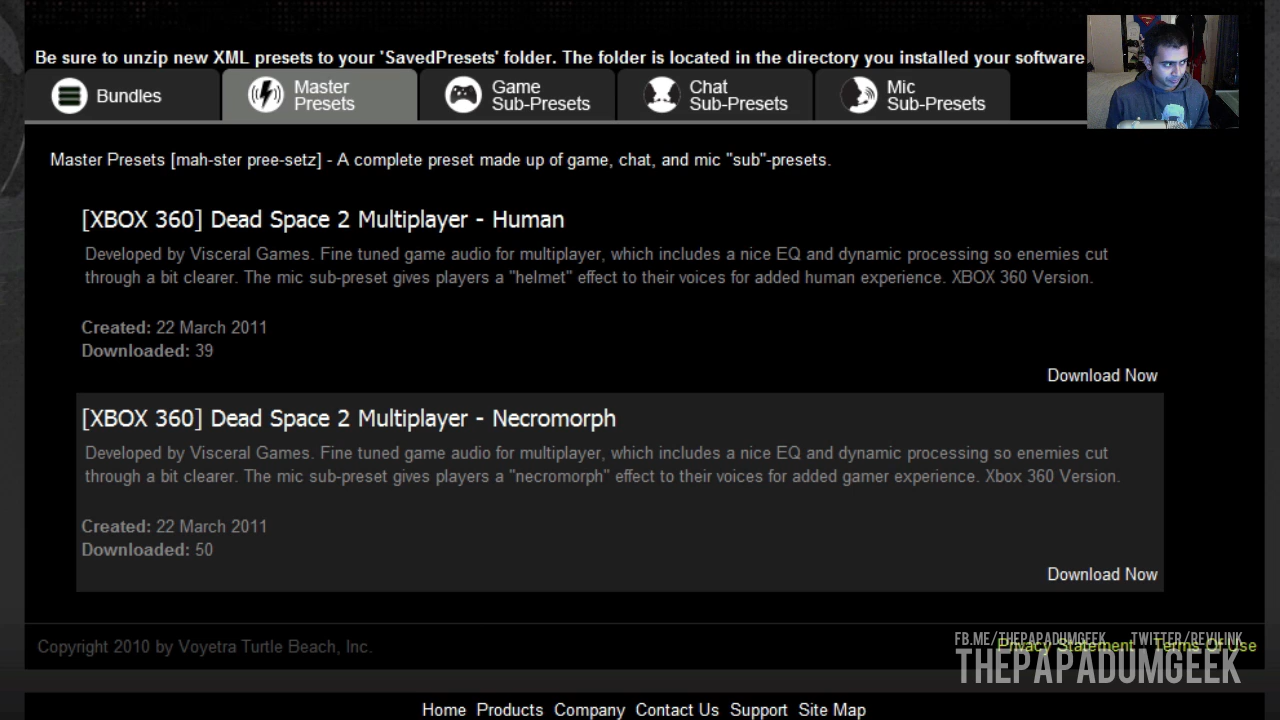 Be sure to unzip new XML presets to your 'SavedPresets' folder. The folder is located in the directory you installed your software
Bundles
Master
Presets
Game
Sub-Presets
Chat
Sub-Presets
Mic
Sub-Presets
Master Presets [mah-ster pree-setz] - A complete preset made up of game, chat, and mic "sub"-presets.
[XBOX 360] Dead Space 2 Multiplayer - Human
Developed by Visceral Games. Fine tuned game audio for multiplayer, which includes a nice EQ and dynamic processing so enemies cut
through a bit clearer. The mic sub-preset gives players a "helmet" effect to their voices for added human experience. XBOX 360 Version.
Created: 22 March 2011
Downloaded: 39
Download Now
[XBOX 360] Dead Space 2 Multiplayer - Necromorph
Developed by Visceral Games. Fine tuned game audio for multiplayer, which includes a nice EQ and dynamic processing so enemies cut
through a bit clearer. The mic sub-preset gives players a "necromorph" effect to their voices for added gamer experience. Xbox 360 Version.
Created: 22 March 2011
Downloaded: 50
Download Now
FB.ME/THEPAPADUMGEEK TWITTER/REVILINK
Copyright 2010 by Voyetra Turtle Beach, Inc. Privacy Statement Terms Of Use
THEPAPADUMGEEK
Home Products Company Contact Us Support Site Map